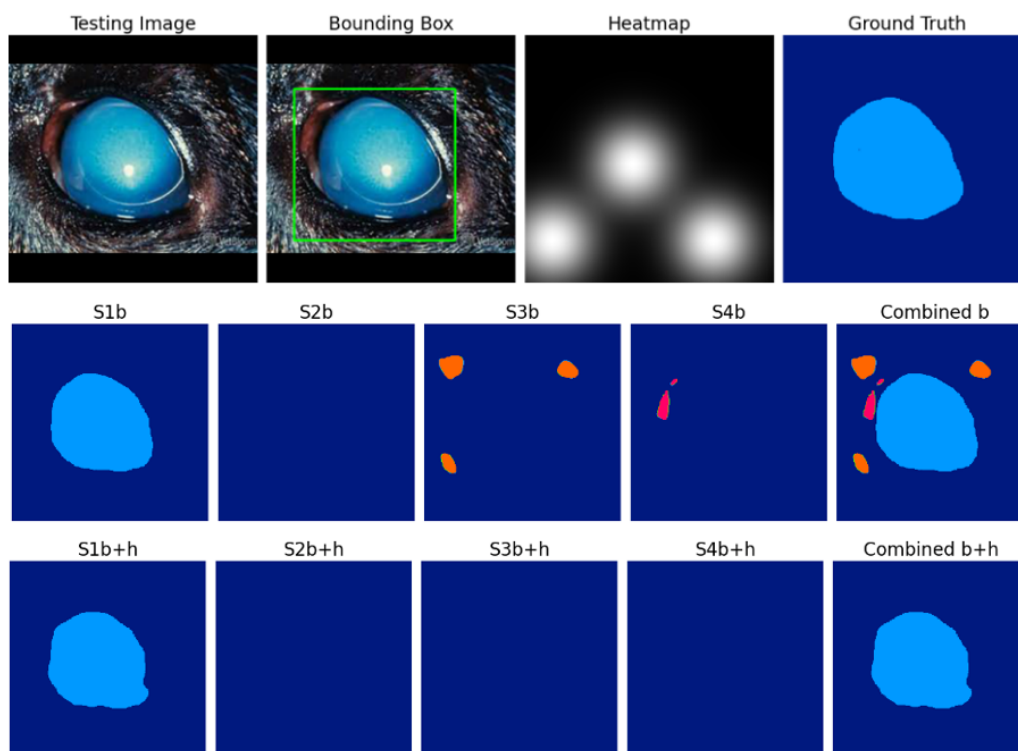 Testing Image
Bounding Box
Heatmap
Ground Truth
S1b
S2b
S3b
S4b
Combined b
S1b+h
S2b+h
S3b+h
S4b+h
Combined b+h